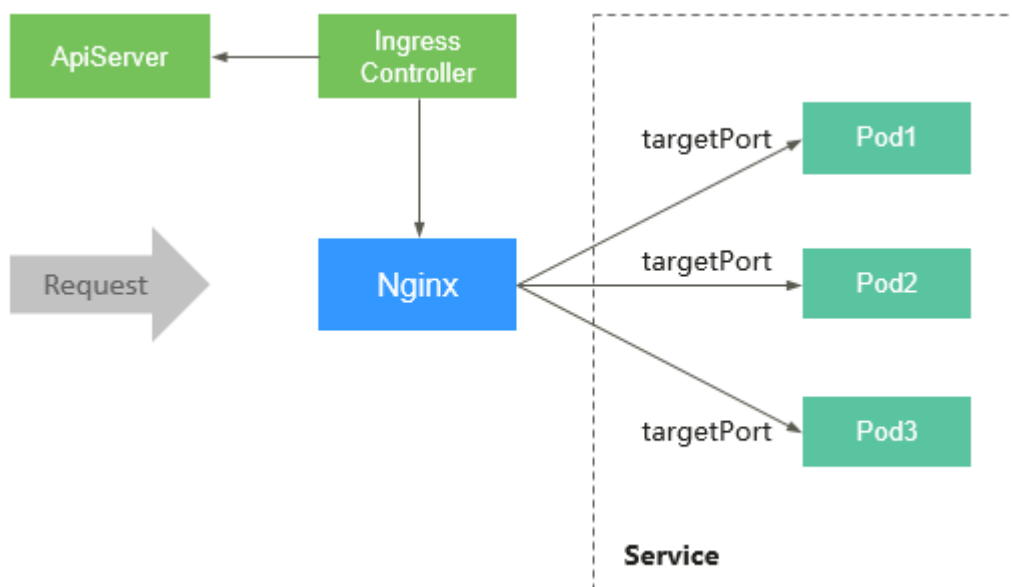 ApiServer
Ingress
Controller
targetPort
Pod1
Request
Nginx
targetPort
Pod2
targetPort
Pod3
Service